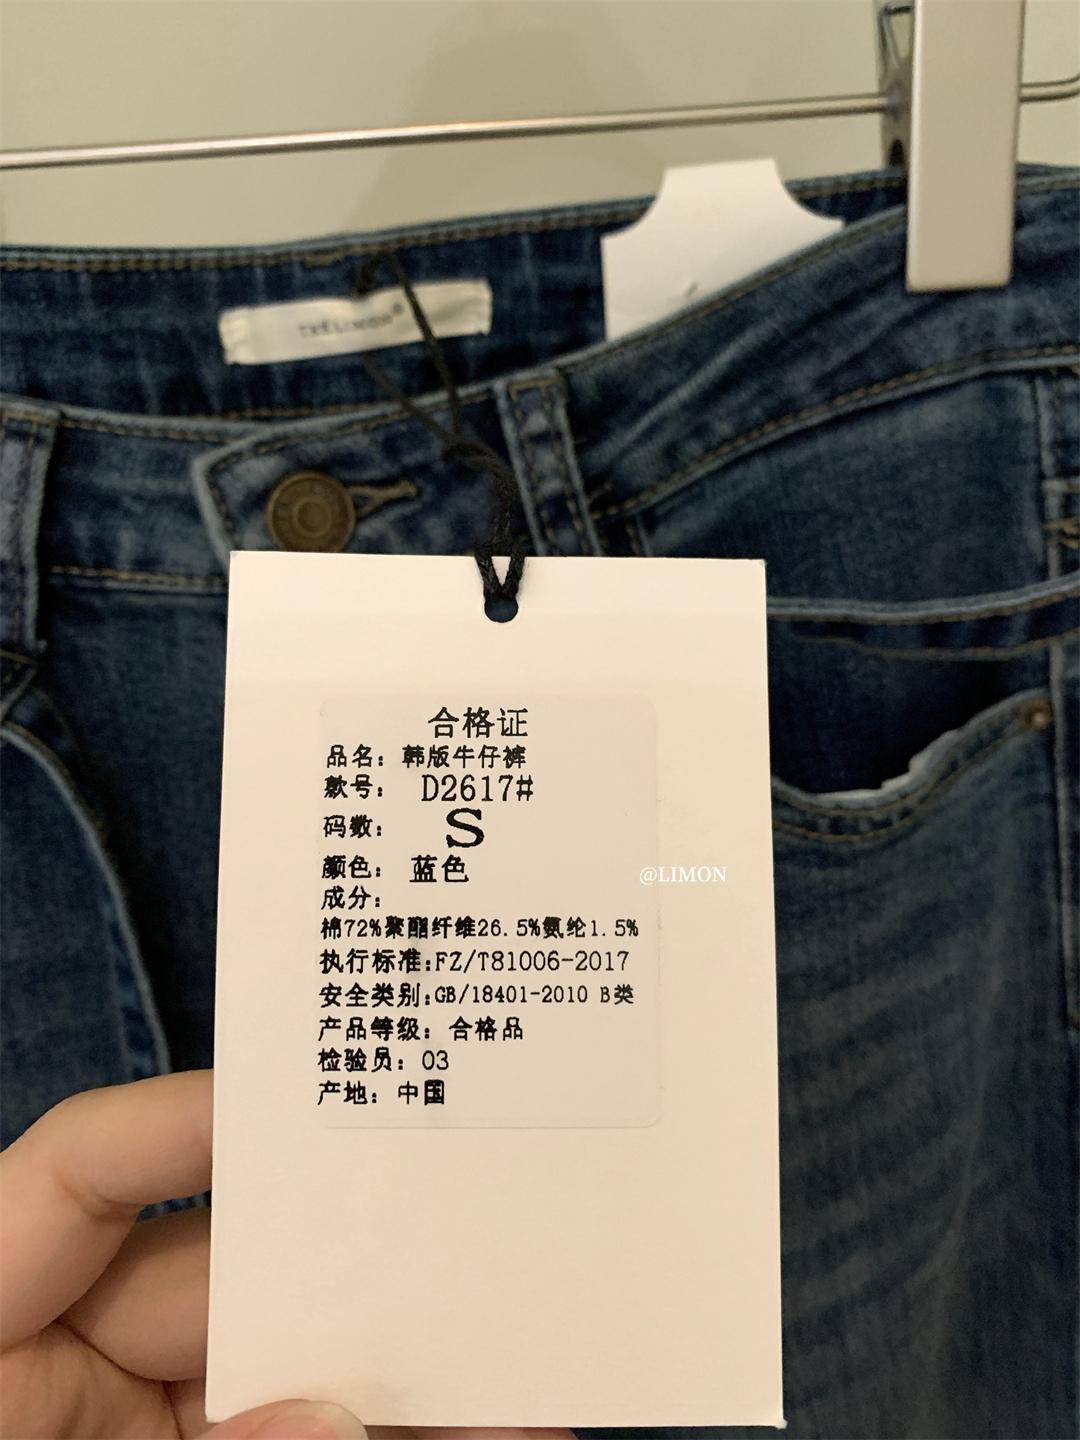 合格证
品名：韩版牛仔裤
款号： D2617#
码数： S
颜色： 蓝色
成分：
棉72%聚酯纤维26.5%氨纶1.5%
执行标准:FZ/T81006-2017
安全类别:GB/18401-2010 B类
产品等级：合格品
检验员：03
产地：中国
@LIMON